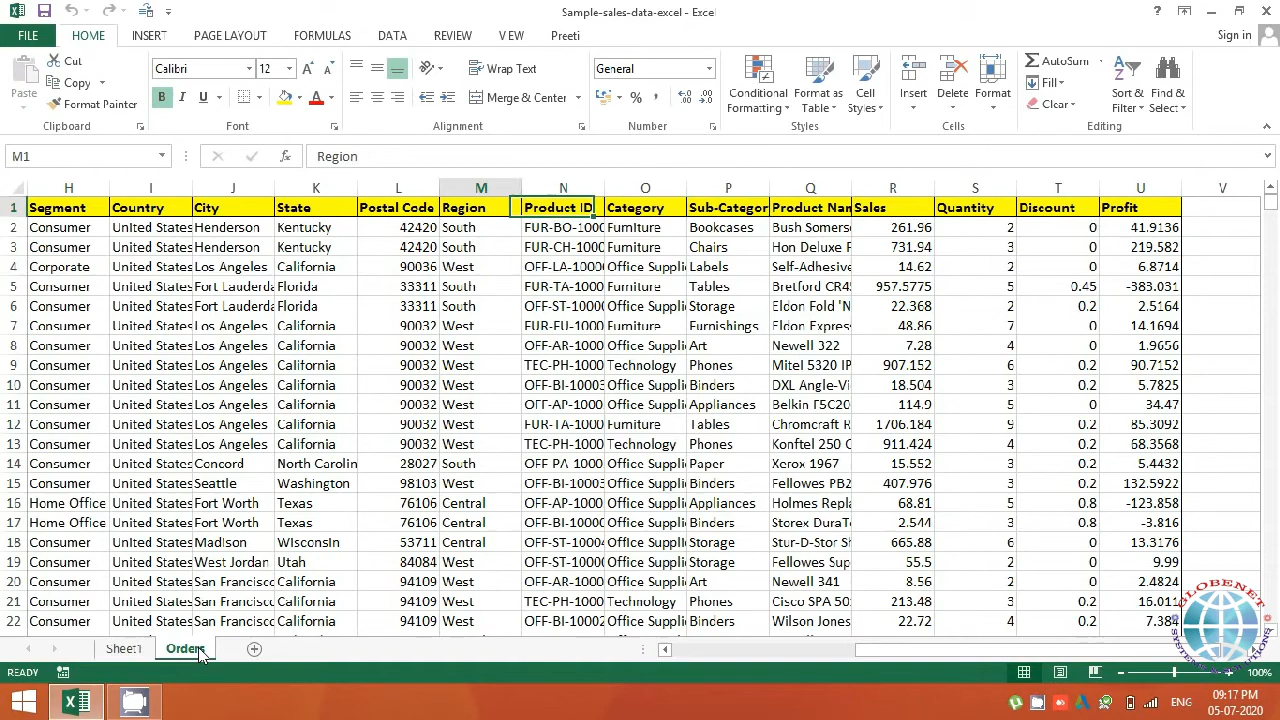 Sample-sales-data-excel - Excel
FILE HOME INSERT PAGE LAYOUT FORMULAS DATA REVIEW VIEW Preeti Sign in
Cut
Copy
Format Painter
Paste
Clipboard
Calibri 12
B I U A
Font
Wrap Text
Merge & Center
Alignment
General
%
Number
Conditional Formatting
Format as Table
Cell Styles
Styles
Insert Delete Format
Cells
AutoSum
Fill
Clear
Sort & Filter
Find & Select
Editing
M1 fx Region
H I J K L M N O P Q R S T U V
1 Segment Country City State Postal Code Region Product ID Category Sub-Categor Product Nam Sales Quantity Discount Profit
2 Consumer United States Henderson Kentucky 42420 South FUR-BO-1000 Furniture Bookcases Bush Somers 261.96 2 0 41.9136
3 Consumer United States Henderson Kentucky 42420 South FUR-CH-1000 Furniture Chairs Hon Deluxe F 731.94 3 0 219.582
4 Corporate United States Los Angeles California 90036 West OFF-LA-1000 Office Suppli Labels Self-Adhesive 14.62 2 0 6.8714
5 Consumer United States Fort Lauderda Florida 33311 South FUR-TA-1000 Furniture Tables Bretford CR45 957.5775 5 0.45 -383.031
6 Consumer United States Fort Lauderda Florida 33311 South OFF-ST-1000 Office Suppli Storage Eldon Fold 'N 22.368 2 0.2 2.5164
7 Consumer United States Los Angeles California 90032 West FUR-FU-1000 Furniture Furnishings Eldon Expres 48.86 7 0 14.1694
8 Consumer United States Los Angeles California 90032 West OFF-AR-1000 Office Suppli Art Newell 322 7.28 4 0 1.9656
9 Consumer United States Los Angeles California 90032 West TEC-PH-1000 Technology Phones Mitel 5320 IP 907.152 6 0.2 90.7152
10 Consumer United States Los Angeles California 90032 West OFF-BI-10003 Office Suppli Binders DXL Angle-Vi 18.504 3 0.2 5.7825
11 Consumer United States Los Angeles California 90032 West OFF-AP-1000 Office Suppli Appliances Belkin F5C20 114.9 5 0 34.47
12 Consumer United States Los Angeles California 90032 West FUR-TA-1000 Furniture Tables Chromcraft R 1706.184 9 0.2 85.3092
13 Consumer United States Los Angeles California 90032 West TEC-PH-1000 Technology Phones Konftel 250 C 911.424 4 0.2 68.3568
14 Consumer United States Concord North Carolin 28027 South OFF-PA-1000 Office Suppli Paper Xerox 1967 15.552 3 0.2 5.4432
15 Consumer United States Seattle Washington 98103 West OFF-BI-10003 Office Suppli Binders Fellowes PB2 407.976 3 0.2 132.5922
16 Home Office United States Fort Worth Texas 76106 Central OFF-AP-1000 Office Suppli Appliances Holmes Repla 68.81 5 0.8 -123.858
17 Home Office United States Fort Worth Texas 76106 Central OFF-BI-10000 Office Suppli Binders Storex DuraTe 2.544 3 0.8 -3.816
18 Consumer United States Madison Wisconsin 53711 Central OFF-ST-10004 Office Suppli Storage Stur-D-Stor Sh 665.88 6 0 13.3176
19 Consumer United States West Jordan Utah 84084 West OFF-ST-10000 Office Suppli Storage Fellowes Sup 55.5 2 0 9.99
20 Consumer United States San Francisco California 94109 West OFF-AR-1000 Office Suppli Art Newell 341 8.56 2 0 2.4824
21 Consumer United States San Francisco California 94109 West TEC-PH-1000 Technology Phones Cisco SPA 50 213.48 3 0.2 16.011
22 Consumer United States San Francisco California 94109 West OFF-BI-10002 Office Suppli Binders Wilson Jones 22.72 4 0.2 7.384
Sheet1 Orders
READY 100%
GLOBENET
SYSTEMS & SOLUTIONS
ENG 09:17 PM
05-07-2020